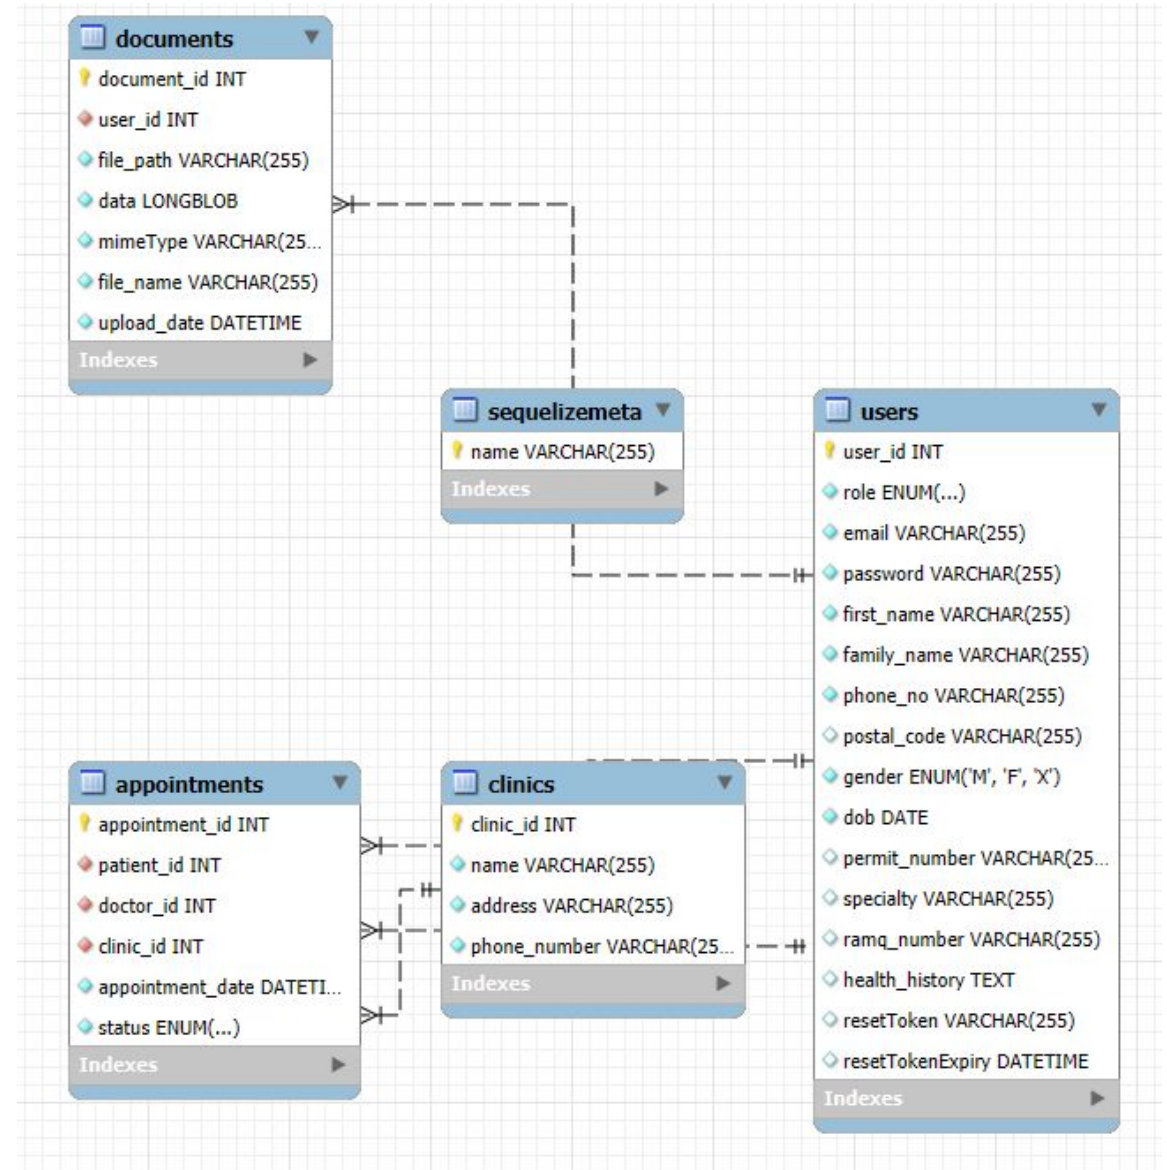 documents
document_id INT
user_id INT
file_path VARCHAR(255)
data LONGBLOB
mimeType VARCHAR(25...
file_name VARCHAR(255)
upload_date DATETIME
Indexes
sequelizemeta
name VARCHAR(255)
Indexes
users
user_id INT
role ENUM(...)
email VARCHAR(255)
password VARCHAR(255)
first_name VARCHAR(255)
family_name VARCHAR(255)
phone_no VARCHAR(255)
postal_code VARCHAR(255)
gender ENUM('M', 'F', 'X')
dob DATE
permit_number VARCHAR(25...
specialty VARCHAR(255)
ramq_number VARCHAR(255)
health_history TEXT
resetToken VARCHAR(255)
resetTokenExpiry DATETIME
Indexes
appointments
appointment_id INT
patient_id INT
doctor_id INT
clinic_id INT
appointment_date DATETI...
status ENUM(...)
Indexes
clinics
clinic_id INT
name VARCHAR(255)
address VARCHAR(255)
phone_number VARCHAR(25...
Indexes